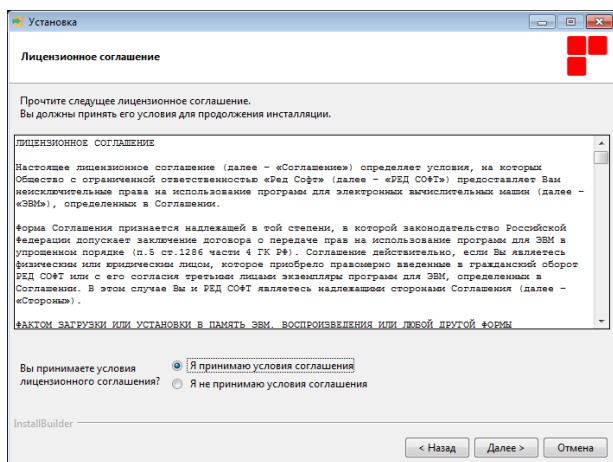 Установка
Лицензионное соглашение
Прочтите следующее лицензионное соглашение.
Вы должны принять его условия для продолжения инсталляции.
ЛИЦЕНЗИОННОЕ СОГЛАШЕНИЕ
Настоящее лицензионное соглашение (далее – «Соглашение») определяет условия, на которых
Общество с ограниченной ответственностью «Ред Софт» (далее – «РЕД СОФТ») предоставляет Вам
неисключительные права на использование программ для электронных вычислительных машин (далее –
«ЭВМ»), определенных в Соглашении.
Форма Соглашения признается надлежащей в той степени, в которой законодательство Российской
Федерации допускает заключение договора о передаче прав на использование программ для ЭВМ в
упрощенном порядке (п.5 ст.1286 части 4 ГК РФ). Соглашение действительно, если Вы являетесь
физическим или юридическим лицом, которое приобрело правомерно введенные в гражданский оборот
РЕД СОФТ или с его согласия третьими лицами экземпляры программ для ЭВМ, определенных в
Соглашении. В этом случае Вы и РЕД СОФТ являетесь надлежащими сторонами Соглашения (далее –
«Стороны»).
ФАКТОМ ЗАГРУЗКИ ИЛИ УСТАНОВКИ В ПАМЯТЬ ЭВМ, ВОСПРОИЗВЕДЕНИЯ ИЛИ ЛЮБОЙ ДРУГОЙ ФОРМЫ
Вы принимаете условия
лицензионного соглашения?
Я принимаю условия соглашения
Я не принимаю условия соглашения
InstallBuilder
< Назад
Далее >
Отмена